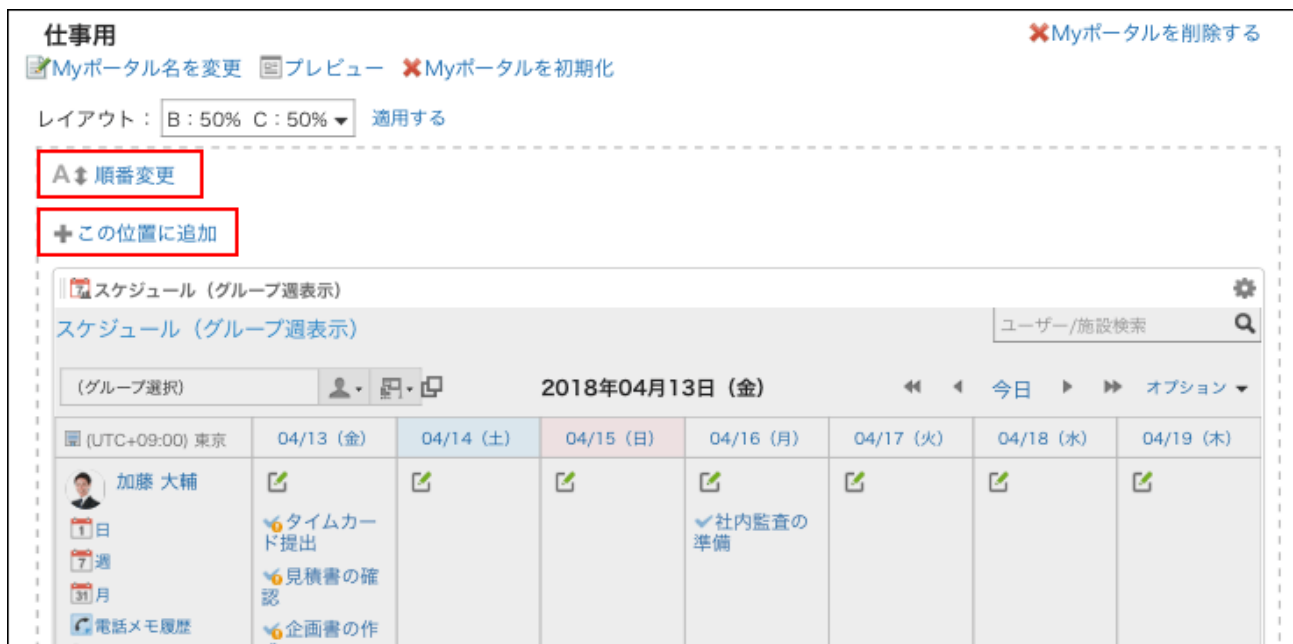 仕事用
Myポータルを削除する
Myポータル名を変更 プレビュー Myポータルを初期化
レイアウト： B：50% C：50% 適用する
A 順番変更
この位置に追加
スケジュール（グループ週表示）
スケジュール（グループ週表示）
ユーザー/施設検索
（グループ選択） 2018年04月13日（金） 今日 オプション
(UTC+09:00) 東京 04/13（金） 04/14（土） 04/15（日） 04/16（月） 04/17（火） 04/18（水） 04/19（木）
加藤 大輔
1 日
7 週
31 月
電話メモ履歴
タイムカー
ド提出
見積書の確
認
企画書の作
社内監査の
準備